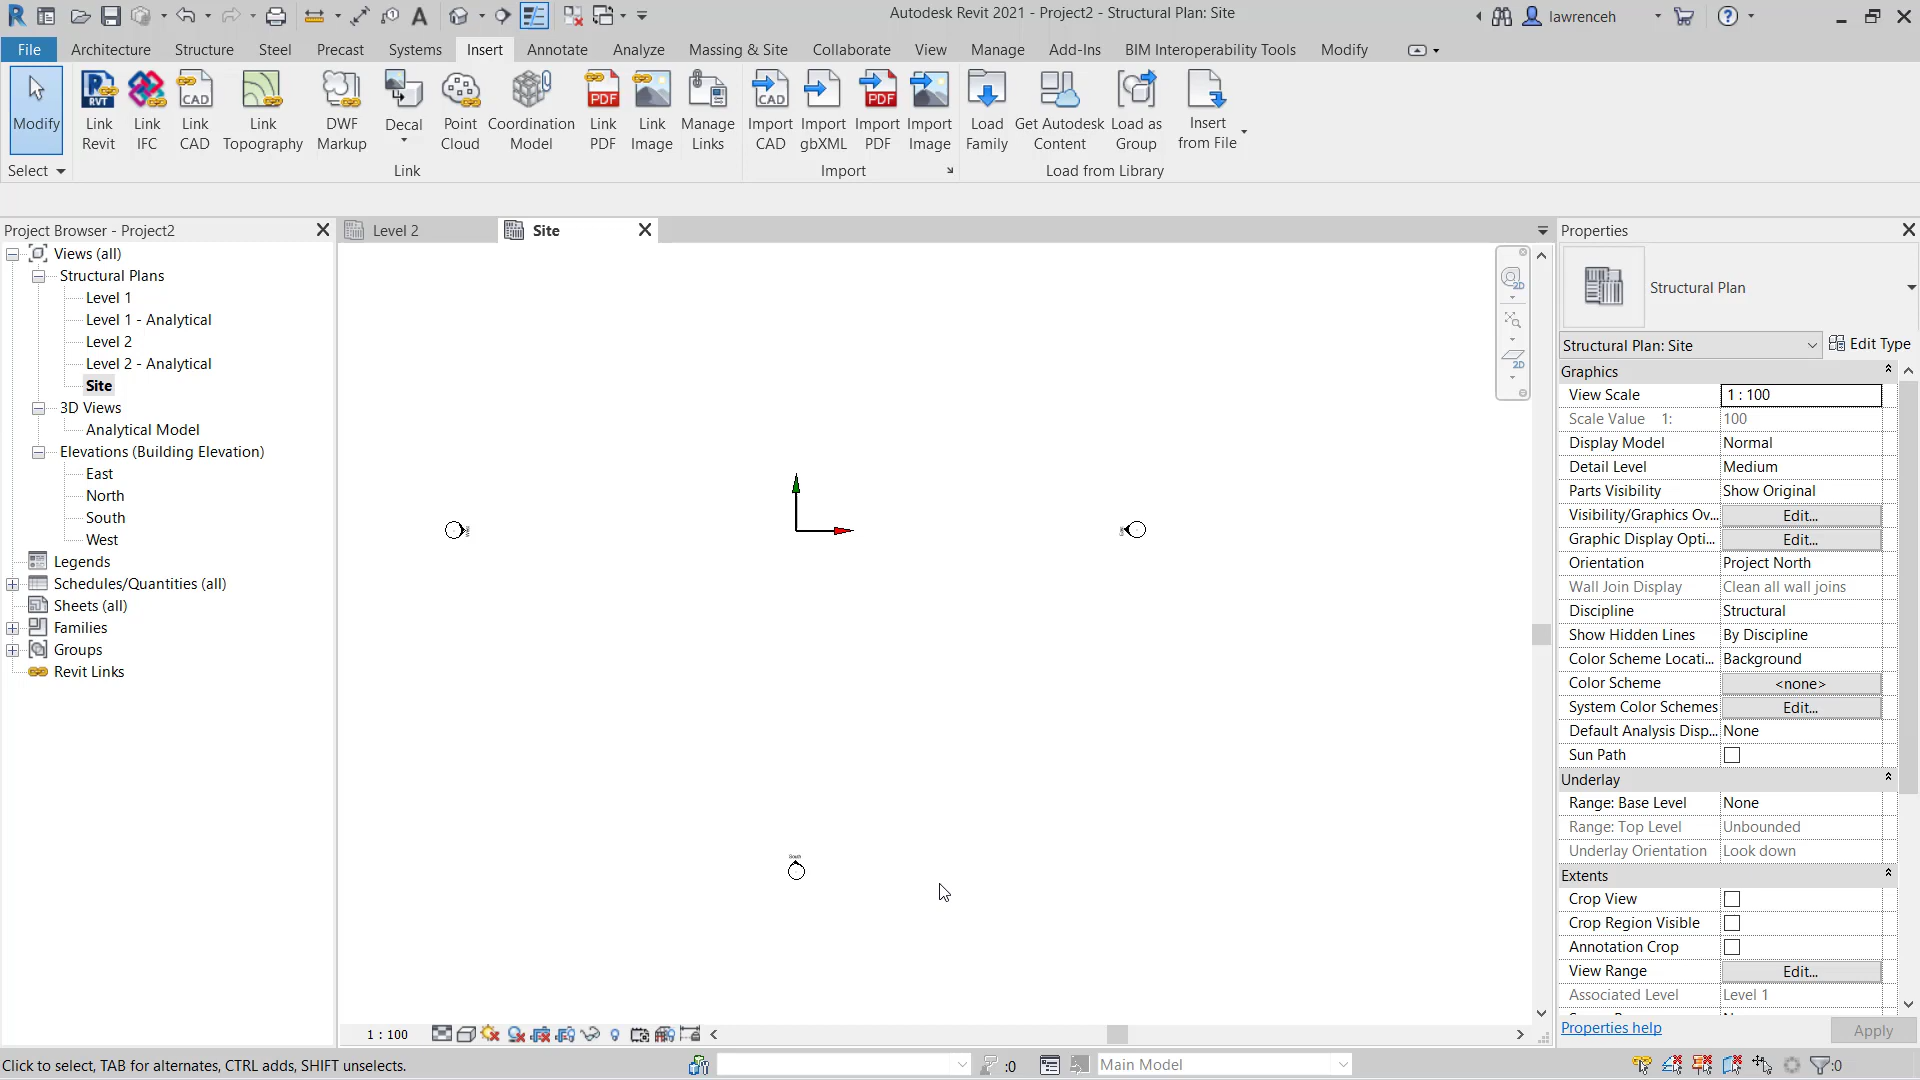 Autodesk Revit 2021 - Project2 - Structural Plan: Site
lawrenceh
File Architecture Structure Steel Precast Systems Insert Annotate Analyze Massing & Site Collaborate View Manage Add-Ins BIM Interoperability Tools Modify
Modify
Link Revit
Link IFC
Link CAD
Link Topography
DWF Markup
Decal
Point Cloud
Coordination Model
Link PDF
Link Image
Manage Links
Import CAD
Import gbXML
Import PDF
Import Image
Load Family
Get Autodesk Content
Load as Group
Insert from File
Select
Link
Import
Load from Library
Project Browser - Project2
Views (all)
Structural Plans
Level 1
Level 1 - Analytical
Level 2
Level 2 - Analytical
Site
3D Views
Analytical Model
Elevations (Building Elevation)
East
North
South
West
Legends
Schedules/Quantities (all)
Sheets (all)
Families
Groups
Revit Links
Level 2
Site
2D
2D
South
Properties
Structural Plan
Structural Plan: Site
Edit Type
Graphics
View Scale 1 : 100
Scale Value 1: 100
Display Model Normal
Detail Level Medium
Parts Visibility Show Original
Visibility/Graphics Ov... Edit...
Graphic Display Opti... Edit...
Orientation Project North
Wall Join Display Clean all wall joins
Discipline Structural
Show Hidden Lines By Discipline
Color Scheme Locati... Background
Color Scheme <none>
System Color Schemes Edit...
Default Analysis Disp... None
Sun Path
Underlay
Range: Base Level None
Range: Top Level Unbounded
Underlay Orientation Look down
Extents
Crop View
Crop Region Visible
Annotation Crop
View Range Edit...
Associated Level Level 1
Properties help
Apply
1 : 100
Click to select, TAB for alternates, CTRL adds, SHIFT unselects.
:0
Main Model
:0